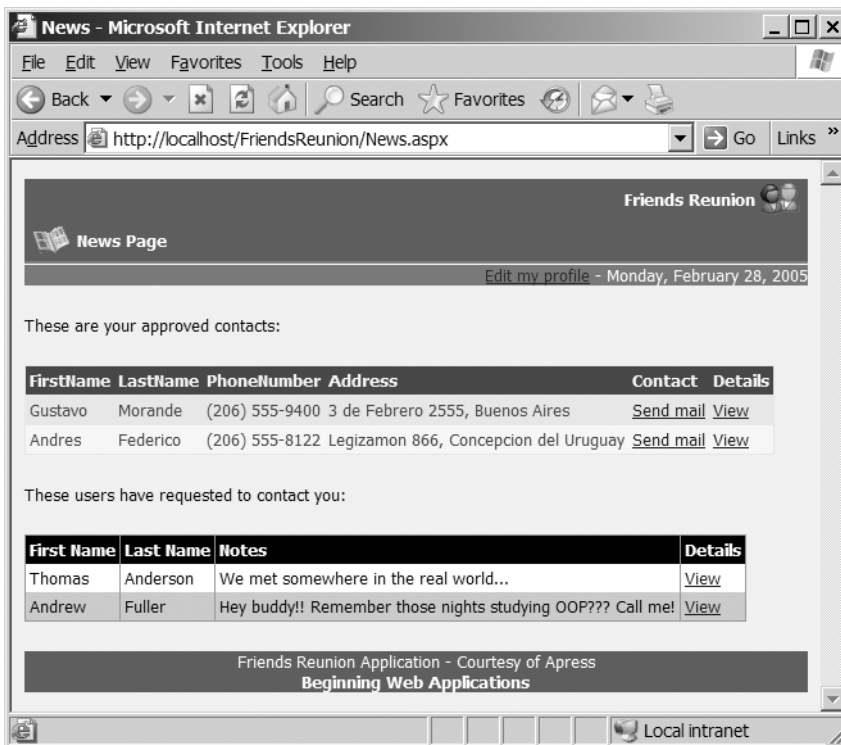 News - Microsoft Internet Explorer
File Edit View Favorites Tools Help
Back Search Favorites
Address http://localhost/FriendsReunion/News.aspx Go Links »
Friends Reunion
News Page
Edit my profile - Monday, February 28, 2005
These are your approved contacts:
FirstName LastName PhoneNumber Address Contact Details
Gustavo Morande (206) 555-9400 3 de Febrero 2555, Buenos Aires Send mail View
Andres Federico (206) 555-8122 Legizamon 866, Concepcion del Uruguay Send mail View
These users have requested to contact you:
First Name Last Name Notes Details
Thomas Anderson We met somewhere in the real world... View
Andrew Fuller Hey buddy!! Remember those nights studying OOP??? Call me! View
Friends Reunion Application - Courtesy of Apress
Beginning Web Applications
Local intranet